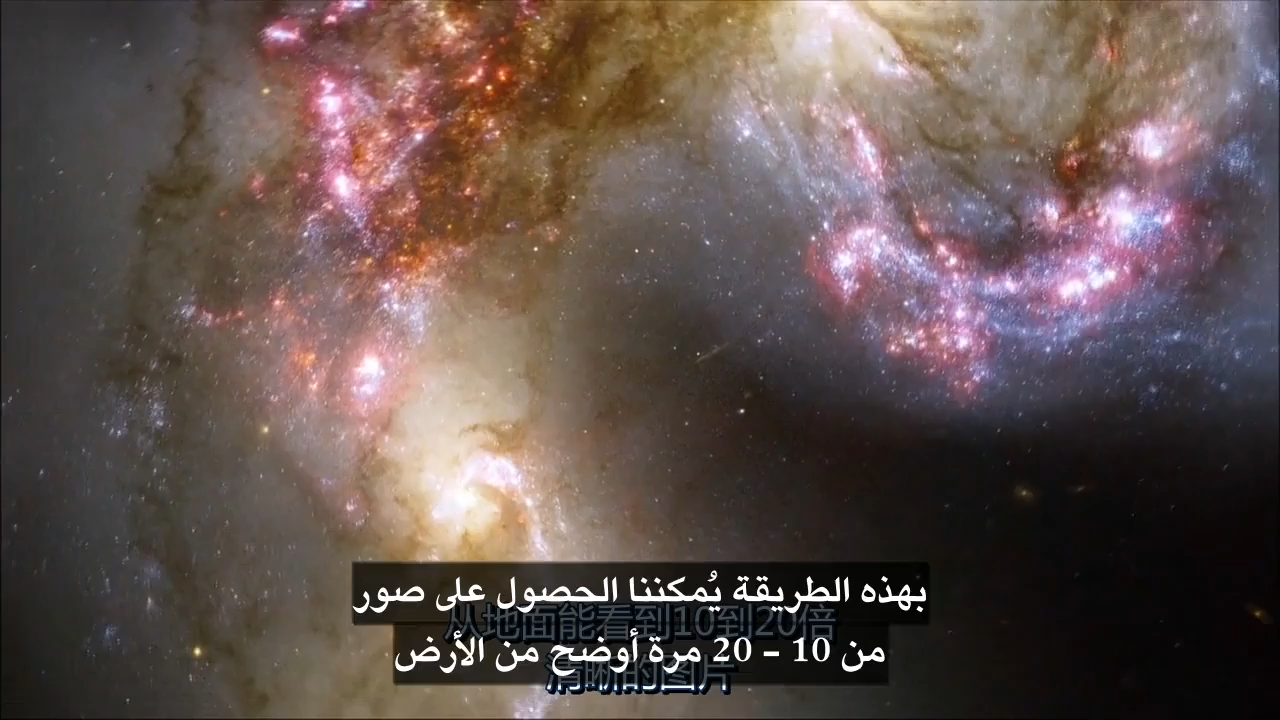 بهذه الطريقة يُمكننا الحصول على صور
从地面能看到10到20倍
من 10 - 20 مرة أوضح من الأرض
清晰的图片